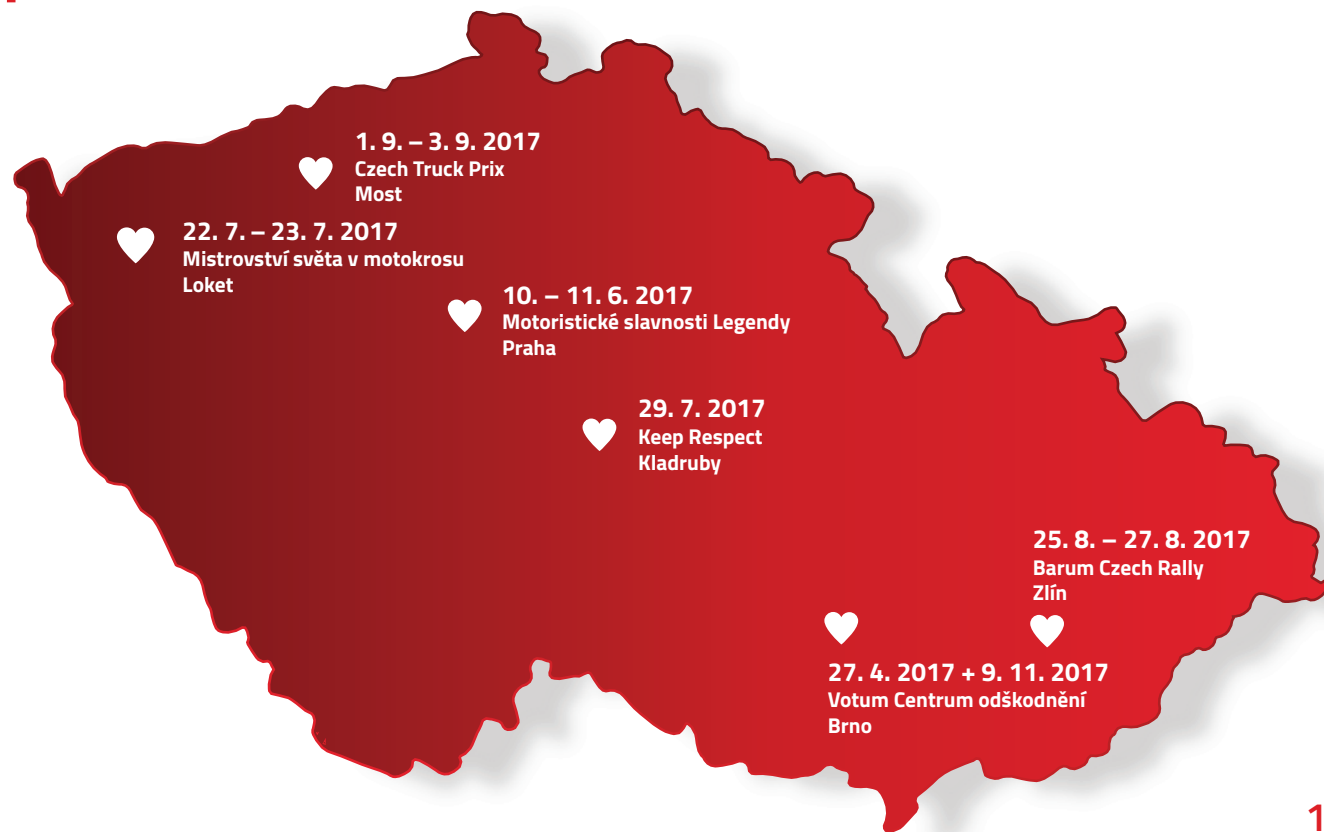 1. 9. – 3. 9. 2017
Czech Truck Prix
Most
22. 7. – 23. 7. 2017
Mistrovství světa v motokrosu
Loket
10. – 11. 6. 2017
Motoristické slavnosti Legendy
Praha
29. 7. 2017
Keep Respect
Kladruby
25. 8. – 27. 8. 2017
Barum Czech Rally
Zlín
27. 4. 2017 + 9. 11. 2017
Votum Centrum odškodnění
Brno
1